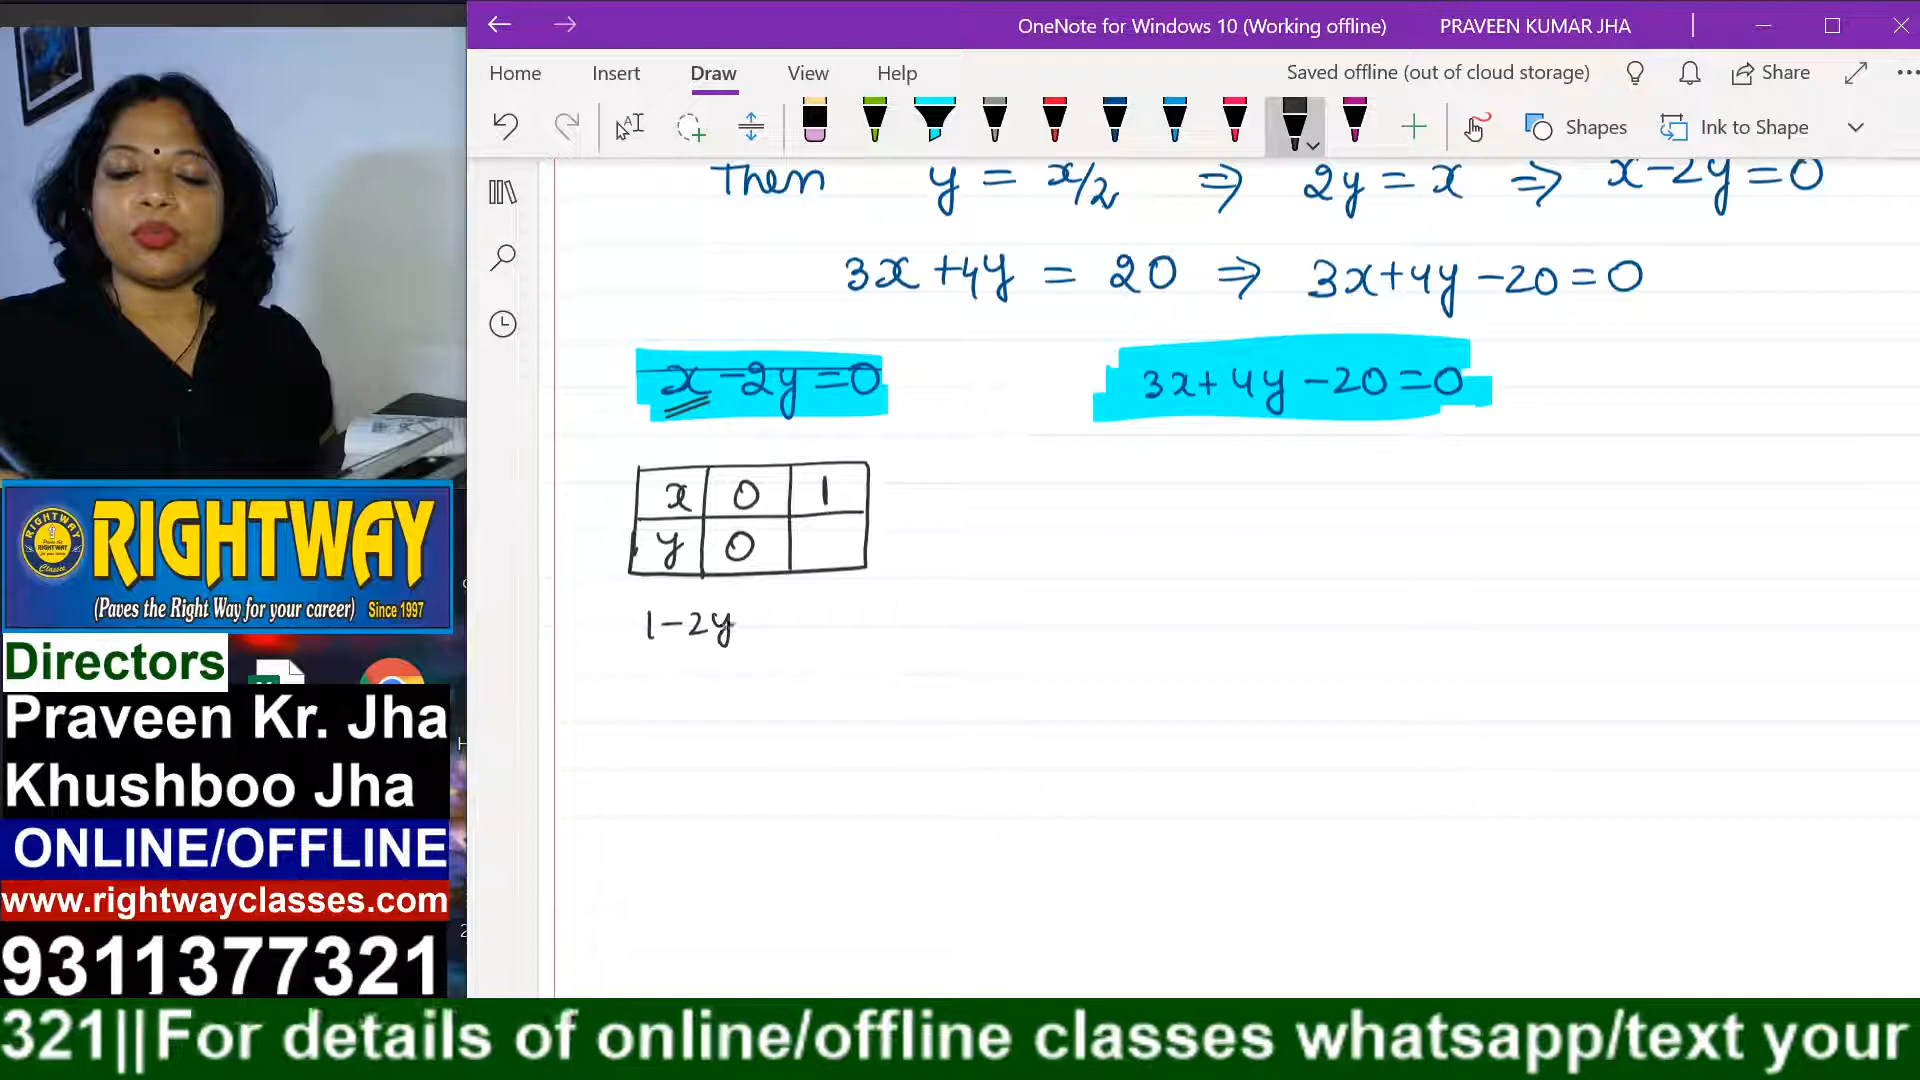 OneNote for Windows 10 (Working offline) PRAVEEN KUMAR JHA
Home Insert Draw View Help Saved offline (out of cloud storage) Share
Shapes Ink to Shape
Then y = x/2 ⇒ 2y = x ⇒ x-2y=0
3x+4y = 20 ⇒ 3x+4y-20=0
x-2y=0 3x+4y-20=0
x 0 1
y 0
1-2y
RIGHTWAY
(Paves the Right Way for your career) Since 1997
Directors
Praveen Kr. Jha
Khushboo Jha
ONLINE/OFFLINE
www.rightwayclasses.com
9311377321
321||For details of online/offline classes whatsapp/text your